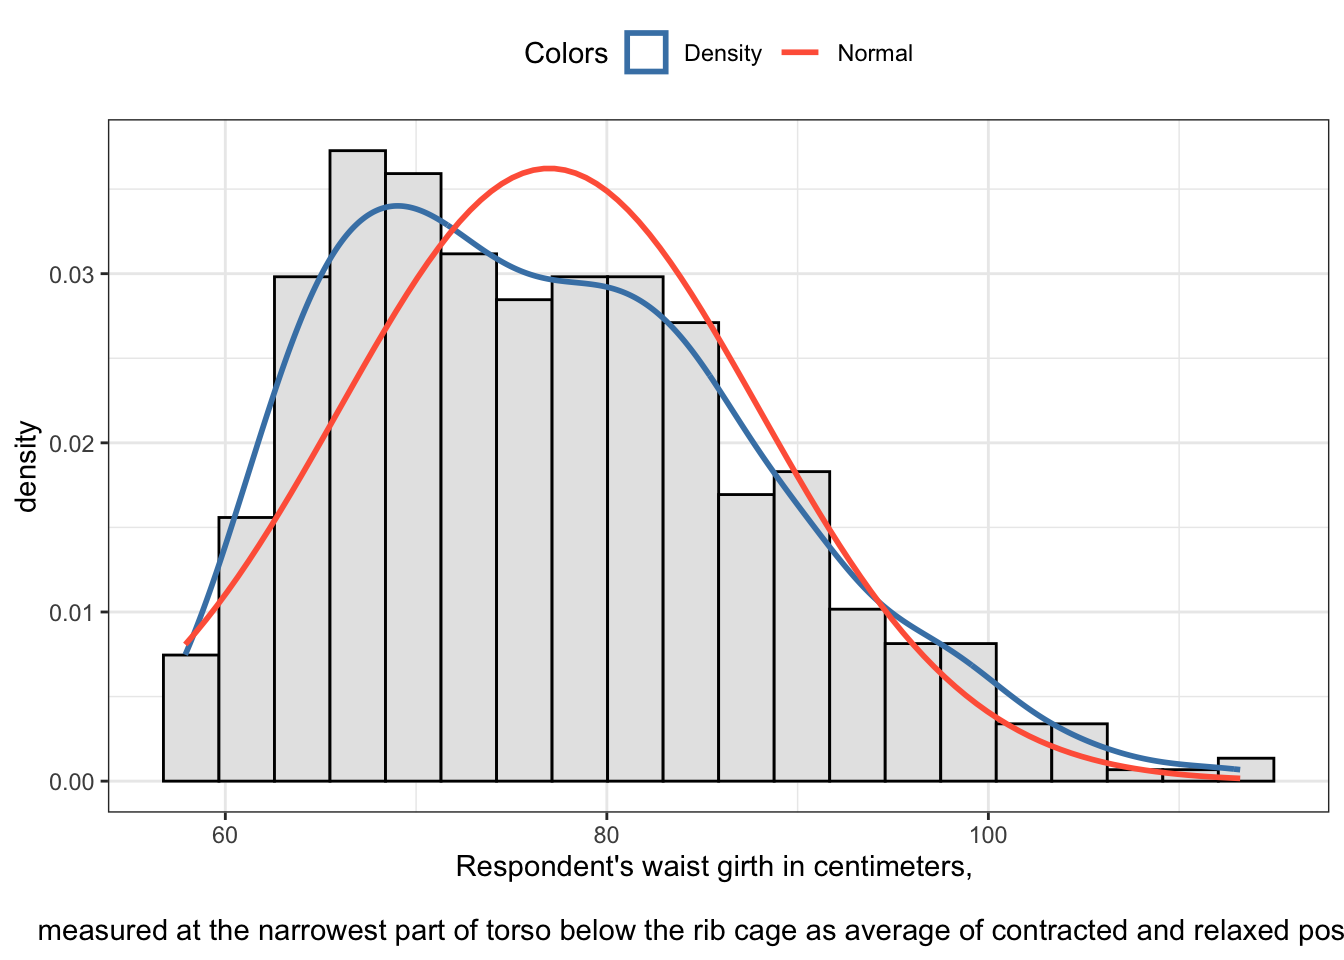 Colors Density Normal
0.03
0.02
0.01
0.00
density
60 80 100
Respondent's waist girth in centimeters,
measured at the narrowest part of torso below the rib cage as average of contracted and relaxed pos